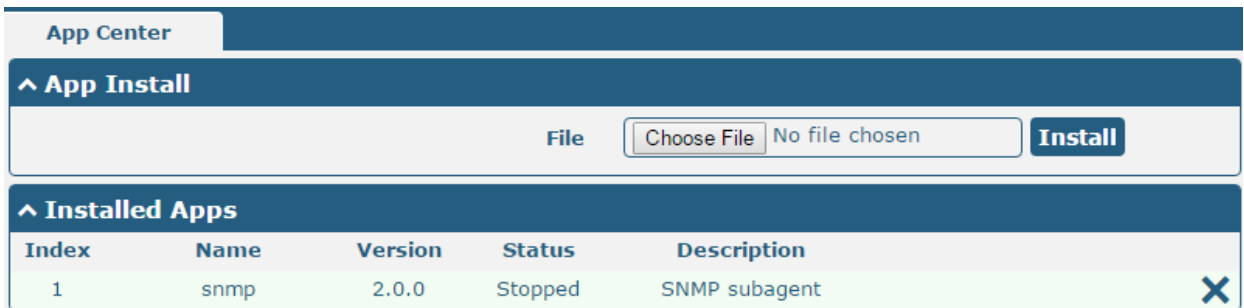 App Center
App Install
File Choose File No file chosen Install
Installed Apps
Index Name Version Status Description
1 snmp 2.0.0 Stopped SNMP subagent